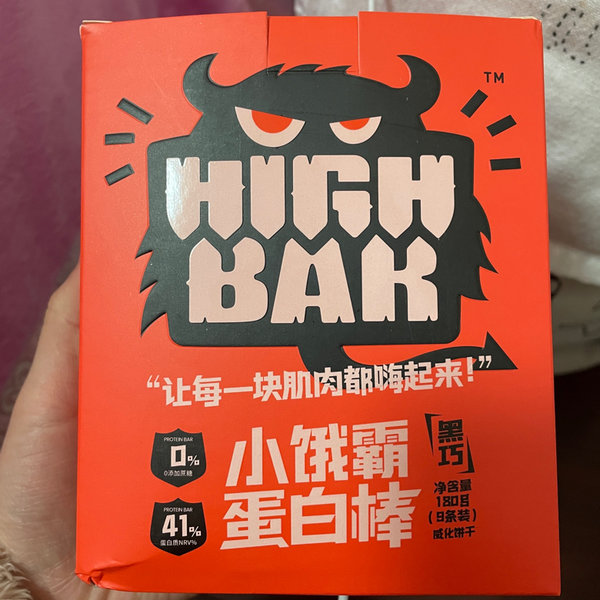 TM
HIGH
BAR
“让每一块肌肉都嗨起来!”
PROTEIN BAR
0%
0添加蔗糖
PROTEIN BAR
41%
蛋白质NRV%
小饿霸
蛋白棒
黑巧
净含量
180g
(9条装)
威化饼干